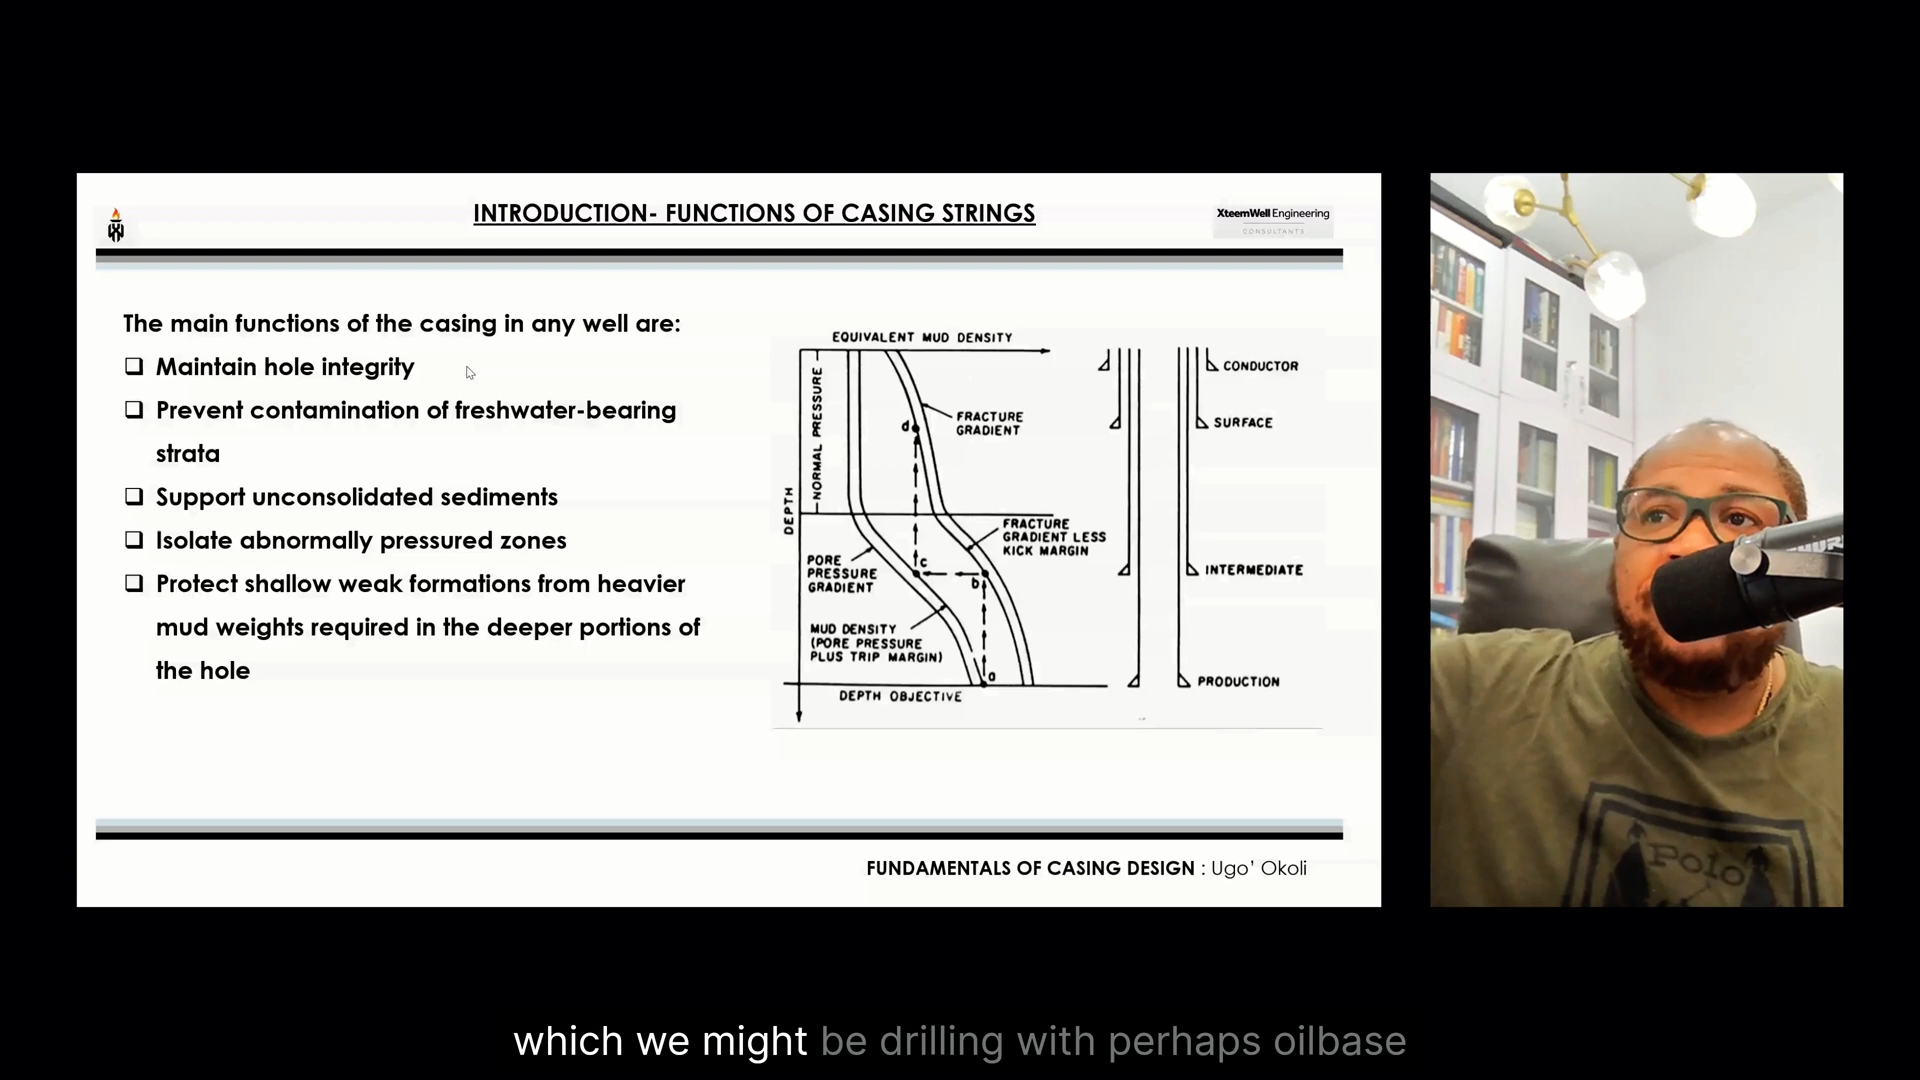 INTRODUCTION- FUNCTIONS OF CASING STRINGS
XteemWell Engineering
CONSULTANTS
The main functions of the casing in any well are:
❑ Maintain hole integrity
❑ Prevent contamination of freshwater-bearing
strata
❑ Support unconsolidated sediments
❑ Isolate abnormally pressured zones
❑ Protect shallow weak formations from heavier
mud weights required in the deeper portions of
the hole
EQUIVALENT MUD DENSITY
NORMAL PRESSURE
DEPTH
d
FRACTURE
GRADIENT
FRACTURE
GRADIENT LESS
KICK MARGIN
PORE
PRESSURE
GRADIENT
c
b
MUD DENSITY
(PORE PRESSURE
PLUS TRIP MARGIN)
a
DEPTH OBJECTIVE
CONDUCTOR
SURFACE
INTERMEDIATE
PRODUCTION
FUNDAMENTALS OF CASING DESIGN : Ugo' Okoli
Polo
which we might be drilling with perhaps oilbase